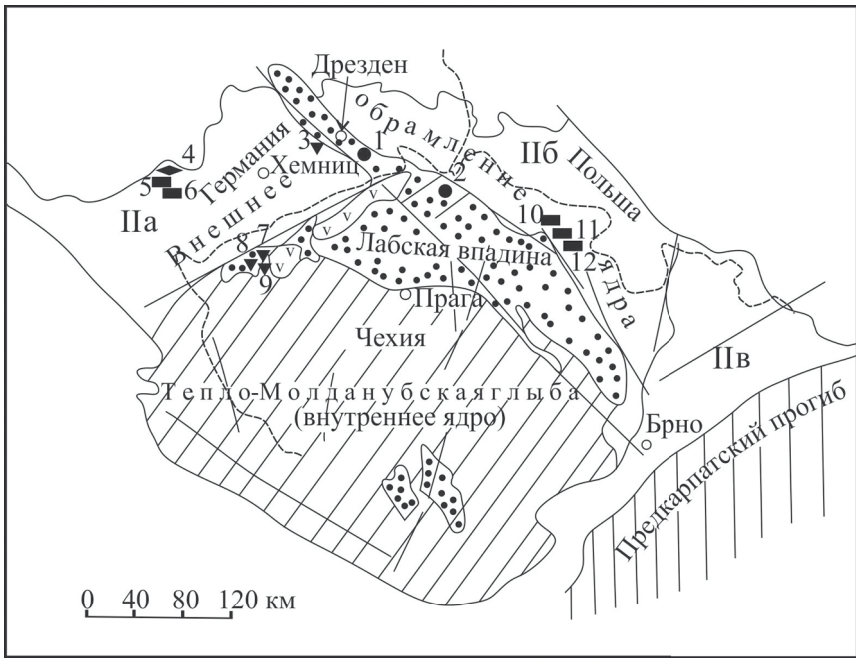 Дрезден
обрамление
1
3
4
Германия
Хемниц
IIб
Польша
2
5
6
IIа
Внешнее
10
11
12
ядра
7
8
9
v
v
v
v
v
Лабская впадина
Прага
Чехия
IIв
Тепло-Молданубская глыба
(внутреннее ядро)
Брно
Предкарпатский прогиб
0 40 80 120 км